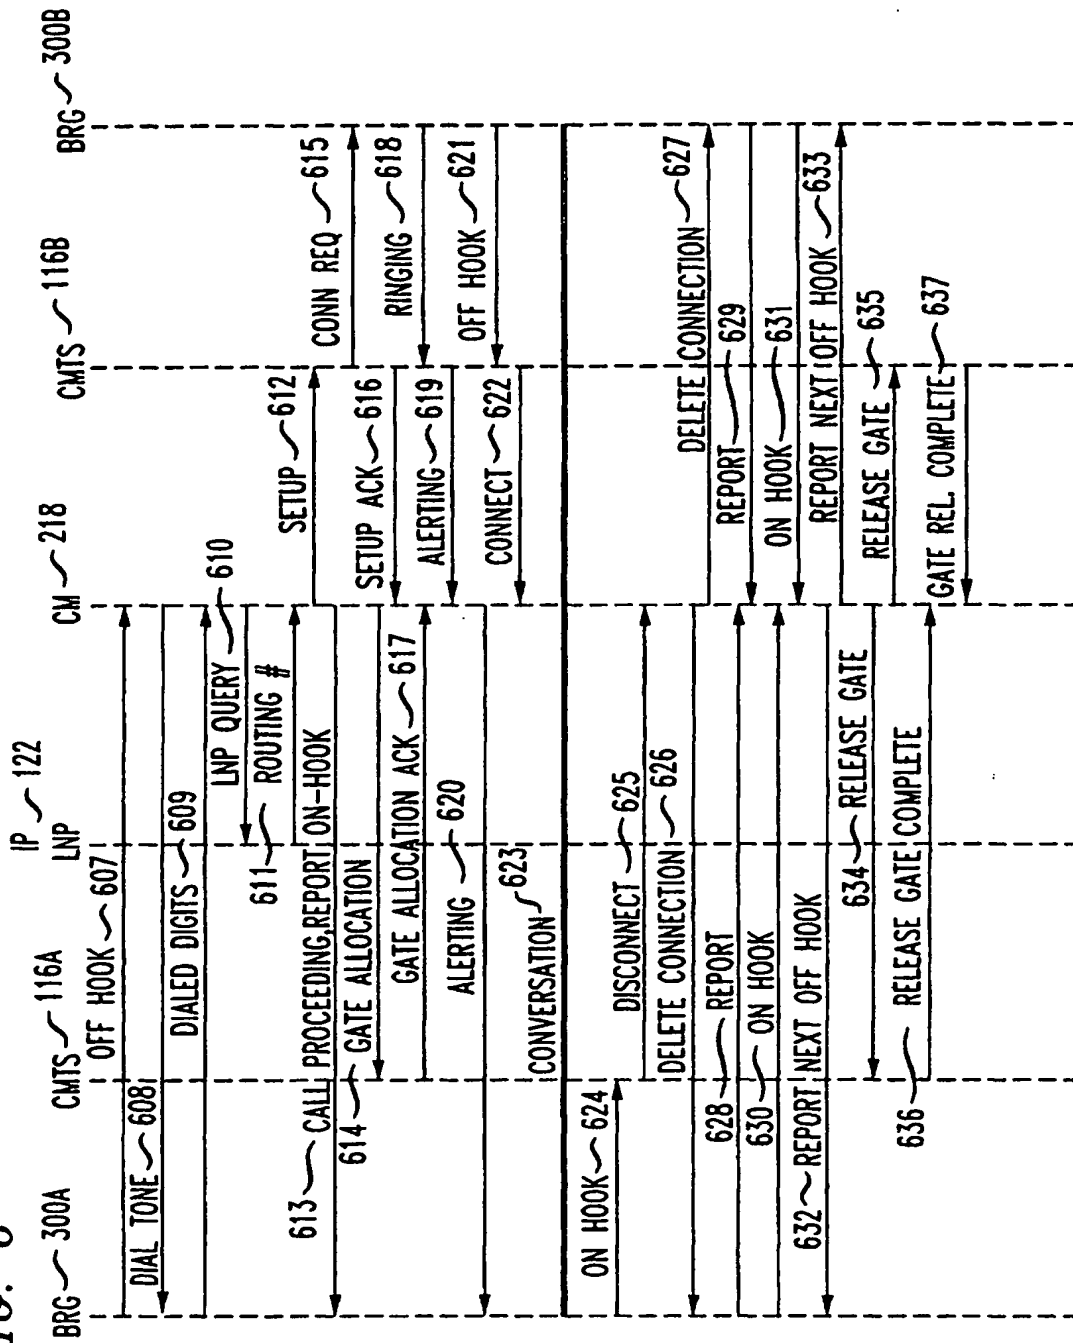 BRG 300A
CMTS 116A
IP 122
LNP
CM 218
CMTS 116B
BRG 300B
OFF HOOK 607
DIAL TONE 608
DIALED DIGITS 609
LNP QUERY 610
611 ROUTING #
SETUP 612
613 CALL PROCEEDING,REPORT ON-HOOK
614 GATE ALLOCATION
CONN REQ 615
SETUP ACK 616
GATE ALLOCATION ACK 617
RINGING 618
ALERTING 619
ALERTING 620
OFF HOOK 621
CONNECT 622
CONVERSATION 623
ON HOOK 624
DISCONNECT 625
DELETE CONNECTION 626
DELETE CONNECTION 627
628 REPORT
REPORT 629
630 ON HOOK
ON HOOK 631
632 REPORT NEXT OFF HOOK
REPORT NEXT OFF HOOK 633
634 RELEASE GATE
RELEASE GATE 635
636 RELEASE GATE COMPLETE
GATE REL. COMPLETE 637